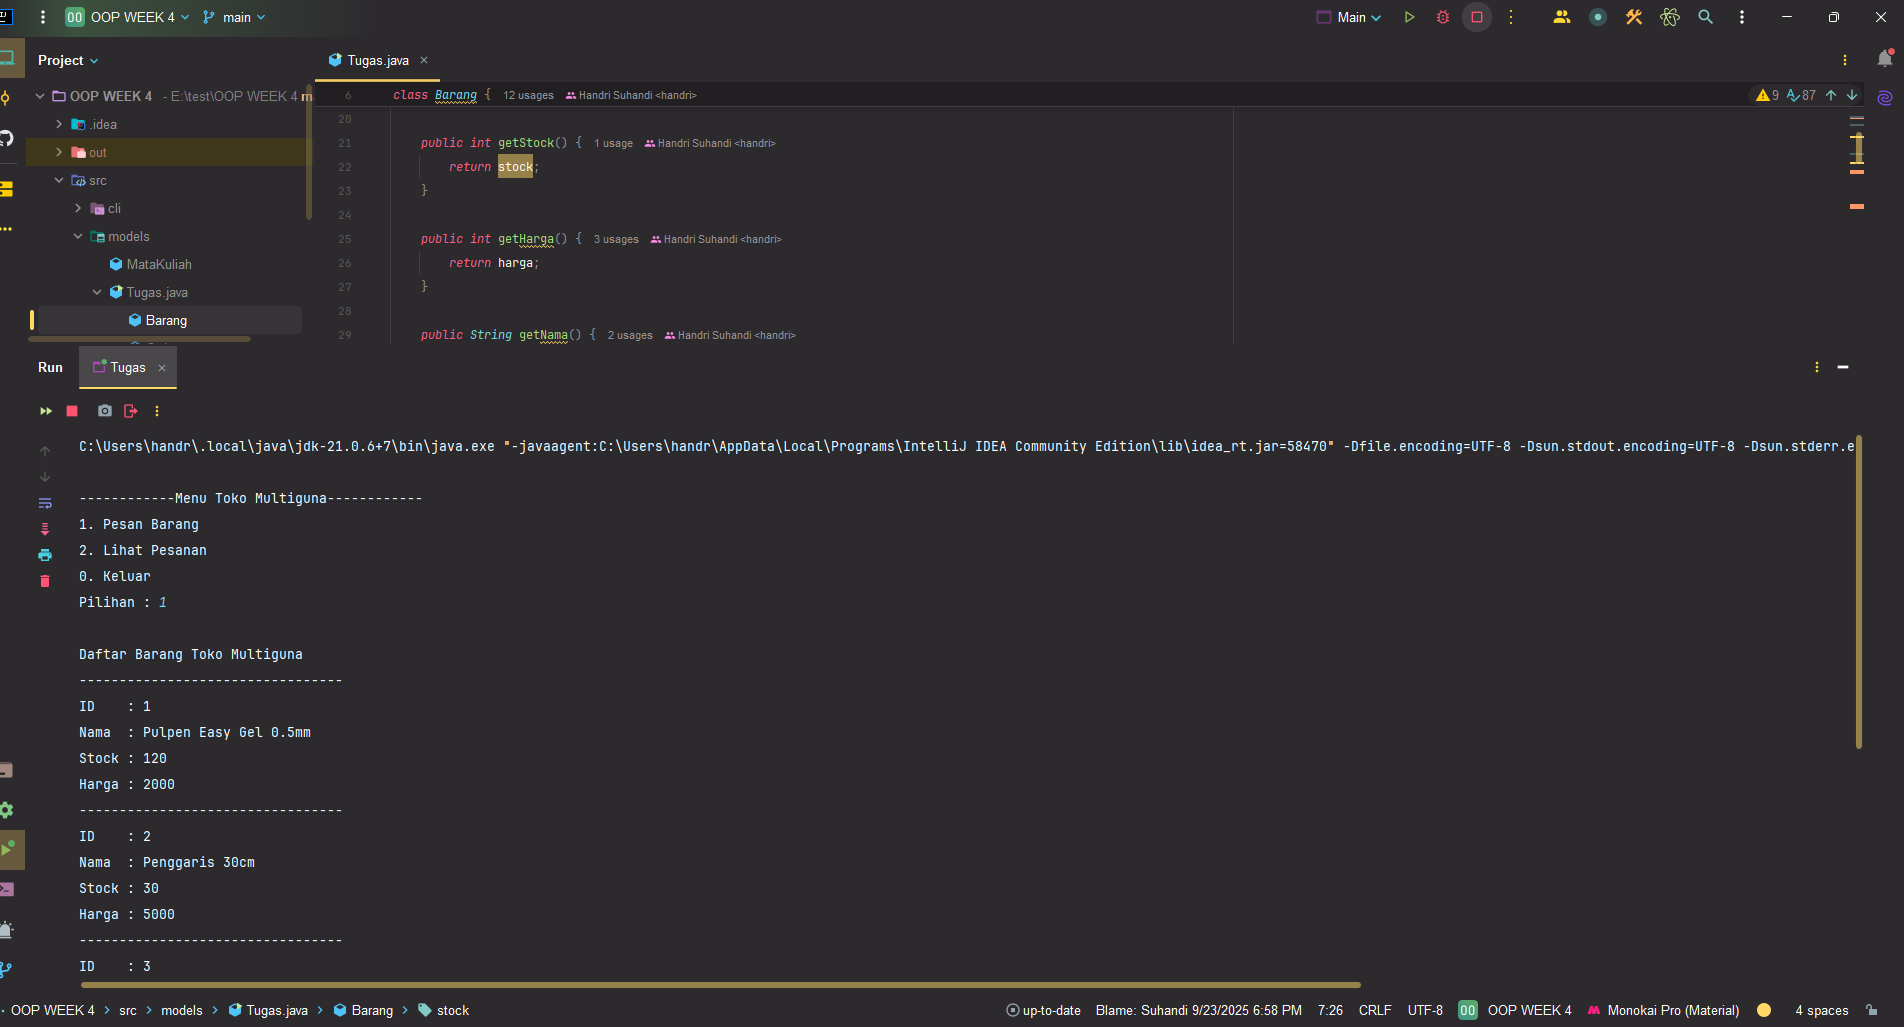 OOP WEEK 4
main
Main
Project
Tugas.java
OOP WEEK 4 - E:\test\OOP WEEK 4 m
.idea
out
src
cli
models
MataKuliah
Tugas.java
Barang
6 class Barang { 12 usages Handri Suhandi <handri>
9 87
20
21 public int getStock() { 1 usage Handri Suhandi <handri>
22 return stock;
23 }
24
25 public int getHarga() { 3 usages Handri Suhandi <handri>
26 return harga;
27 }
28
29 public String getNama() { 2 usages Handri Suhandi <handri>
Run Tugas
C:\Users\handr\.local\java\jdk-21.0.6+7\bin\java.exe "-javaagent:C:\Users\handr\AppData\Local\Programs\IntelliJ IDEA Community Edition\lib\idea_rt.jar=58470" -Dfile.encoding=UTF-8 -Dsun.stdout.encoding=UTF-8 -Dsun.stderr.e
------------Menu Toko Multiguna------------
1. Pesan Barang
2. Lihat Pesanan
0. Keluar
Pilihan : 1
Daftar Barang Toko Multiguna
---------------------------------
ID    : 1
Nama  : Pulpen Easy Gel 0.5mm
Stock : 120
Harga : 2000
---------------------------------
ID    : 2
Nama  : Penggaris 30cm
Stock : 30
Harga : 5000
---------------------------------
ID    : 3
OOP WEEK 4 > src > models > Tugas.java > Barang > stock
up-to-date Blame: Suhandi 9/23/2025 6:58 PM 7:26 CRLF UTF-8 00 OOP WEEK 4 Monokai Pro (Material) 4 spaces